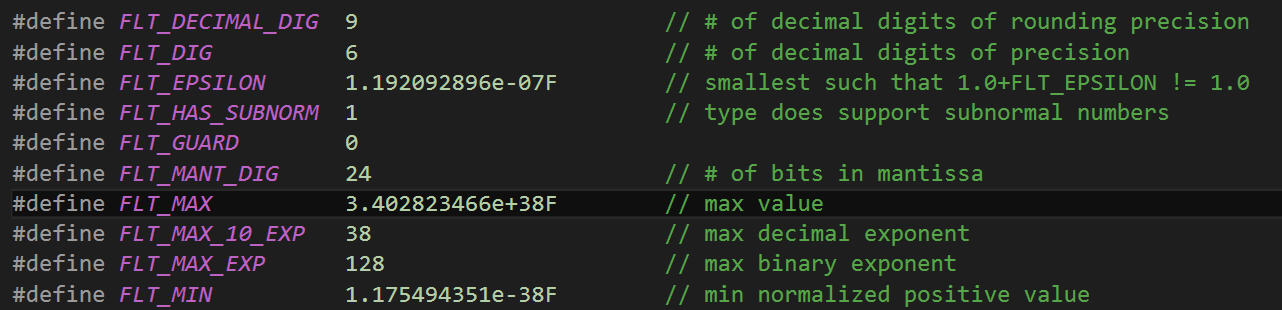 #define FLT_DECIMAL_DIG 9 // # of decimal digits of rounding precision
#define FLT_DIG 6 // # of decimal digits of precision
#define FLT_EPSILON 1.192092896e-07F // smallest such that 1.0+FLT_EPSILON != 1.0
#define FLT_HAS_SUBNORM 1 // type does support subnormal numbers
#define FLT_GUARD 0
#define FLT_MANT_DIG 24 // # of bits in mantissa
#define FLT_MAX 3.402823466e+38F // max value
#define FLT_MAX_10_EXP 38 // max decimal exponent
#define FLT_MAX_EXP 128 // max binary exponent
#define FLT_MIN 1.175494351e-38F // min normalized positive value